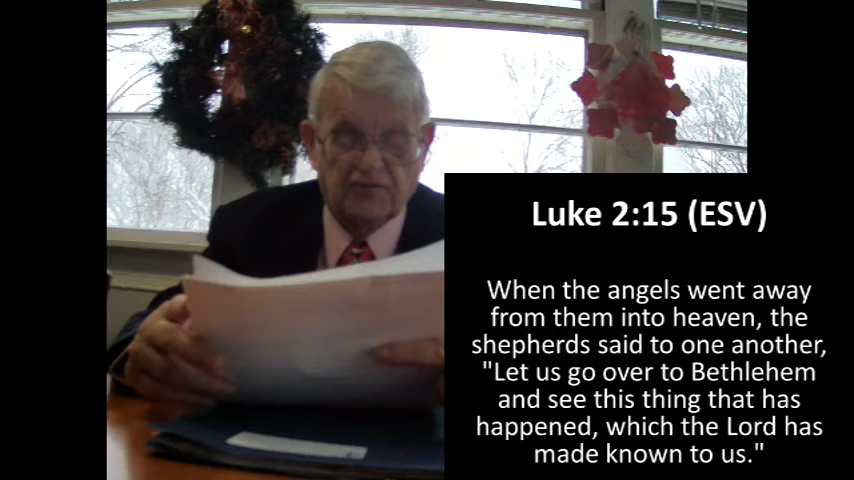 Luke 2:15 (ESV)
When the angels went away
from them into heaven, the
shepherds said to one another,
"Let us go over to Bethlehem
and see this thing that has
happened, which the Lord has
made known to us."